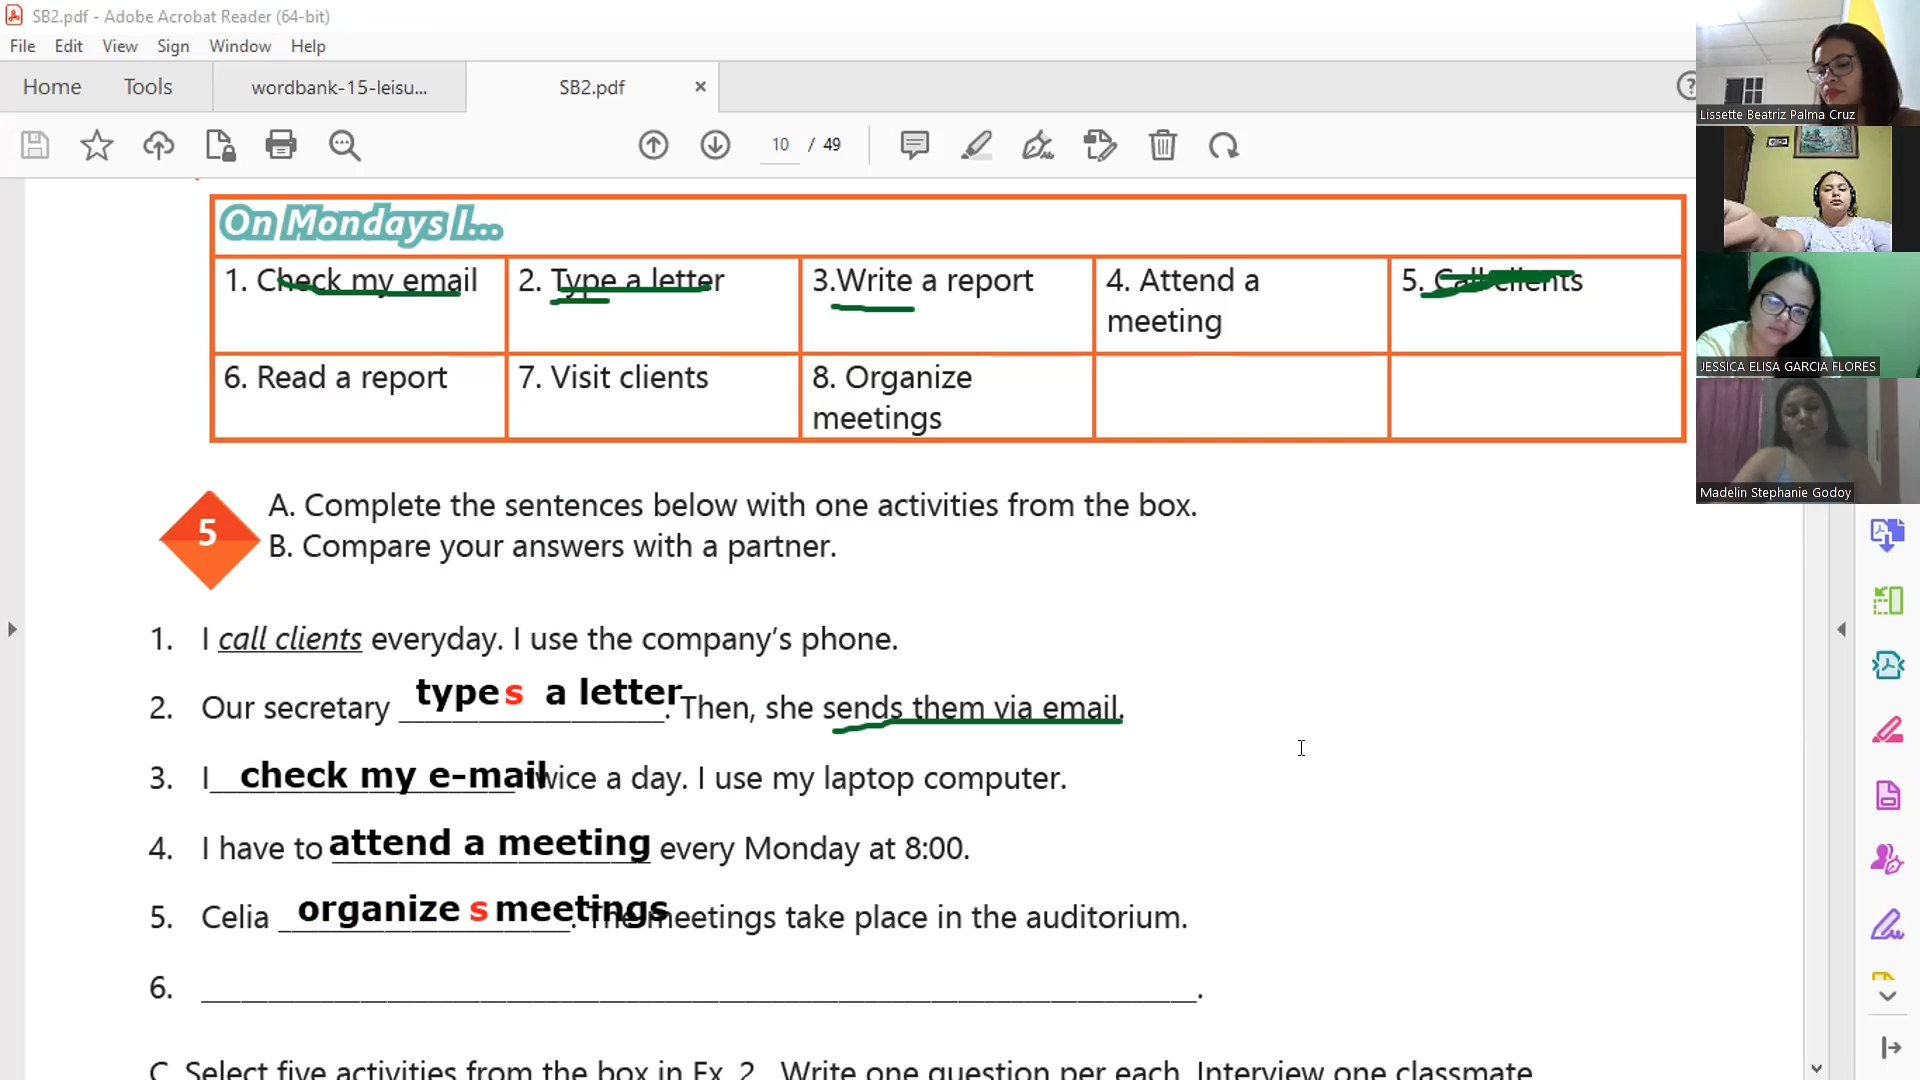 SB2.pdf - Adobe Acrobat Reader (64-bit)
File Edit View Sign Window Help
Home Tools wordbank-15-leisu... SB2.pdf ×
10 / 49
On Mondays I...
1. Check my email 2. Type a letter 3.Write a report 4. Attend a meeting 5. Call clients
6. Read a report 7. Visit clients 8. Organize meetings
5
A. Complete the sentences below with one activities from the box.
B. Compare your answers with a partner.
1. I call clients everyday. I use the company's phone.
2. Our secretary types a letter. Then, she sends them via email.
3. I check my e-mail twice a day. I use my laptop computer.
4. I have to attend a meeting every Monday at 8:00.
5. Celia organize s meetings. The meetings take place in the auditorium.
6. ______.
C. Select five activities from the box in Ex. 2. Write one question per each. Interview one classmate
Lissette Beatriz Palma Cruz
JESSICA ELISA GARCIA FLORES
Madelin Stephanie Godoy